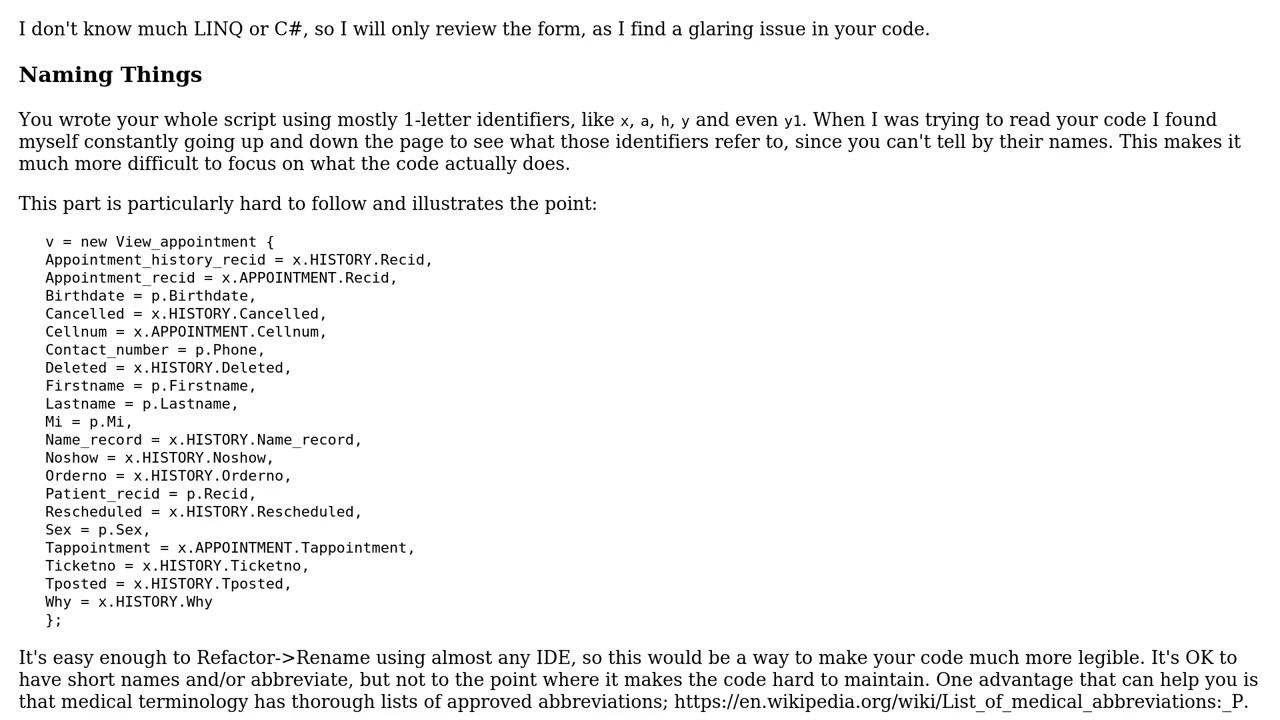 I don't know much LINQ or C#, so I will only review the form, as I find a glaring issue in your code.
Naming Things
You wrote your whole script using mostly 1-letter identifiers, like x, a, h, y and even y1. When I was trying to read your code I found
myself constantly going up and down the page to see what those identifiers refer to, since you can't tell by their names. This makes it
much more difficult to focus on what the code actually does.
This part is particularly hard to follow and illustrates the point:
v = new View_appointment {
Appointment_history_recid = x.HISTORY.Recid,
Appointment_recid = x.APPOINTMENT.Recid,
Birthdate = p.Birthdate,
Cancelled = x.HISTORY.Cancelled,
Cellnum = x.APPOINTMENT.Cellnum,
Contact_number = p.Phone,
Deleted = x.HISTORY.Deleted,
Firstname = p.Firstname,
Lastname = p.Lastname,
Mi = p.Mi,
Name_record = x.HISTORY.Name_record,
Noshow = x.HISTORY.Noshow,
Orderno = x.HISTORY.Orderno,
Patient_recid = p.Recid,
Rescheduled = x.HISTORY.Rescheduled,
Sex = p.Sex,
Tappointment = x.APPOINTMENT.Tappointment,
Ticketno = x.HISTORY.Ticketno,
Tposted = x.HISTORY.Tposted,
Why = x.HISTORY.Why
};
It's easy enough to Refactor->Rename using almost any IDE, so this would be a way to make your code much more legible. It's OK to
have short names and/or abbreviate, but not to the point where it makes the code hard to maintain. One advantage that can help you is
that medical terminology has thorough lists of approved abbreviations; https://en.wikipedia.org/wiki/List_of_medical_abbreviations:_P.